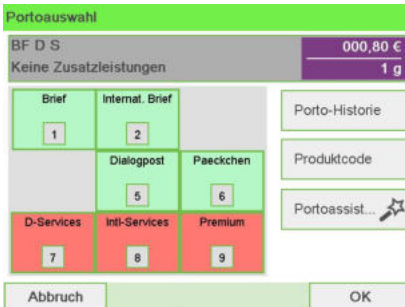 Portoauswahl
BF D S
000,80 €
Keine Zusatzleistungen
1 g
Brief
Internat. Brief
1
2
Porto-Historie
Dialogpost
Paeckchen
5
6
Produktcode
Portoassist...
D-Services
Intl-Services
Premium
7
8
9
Abbruch
OK